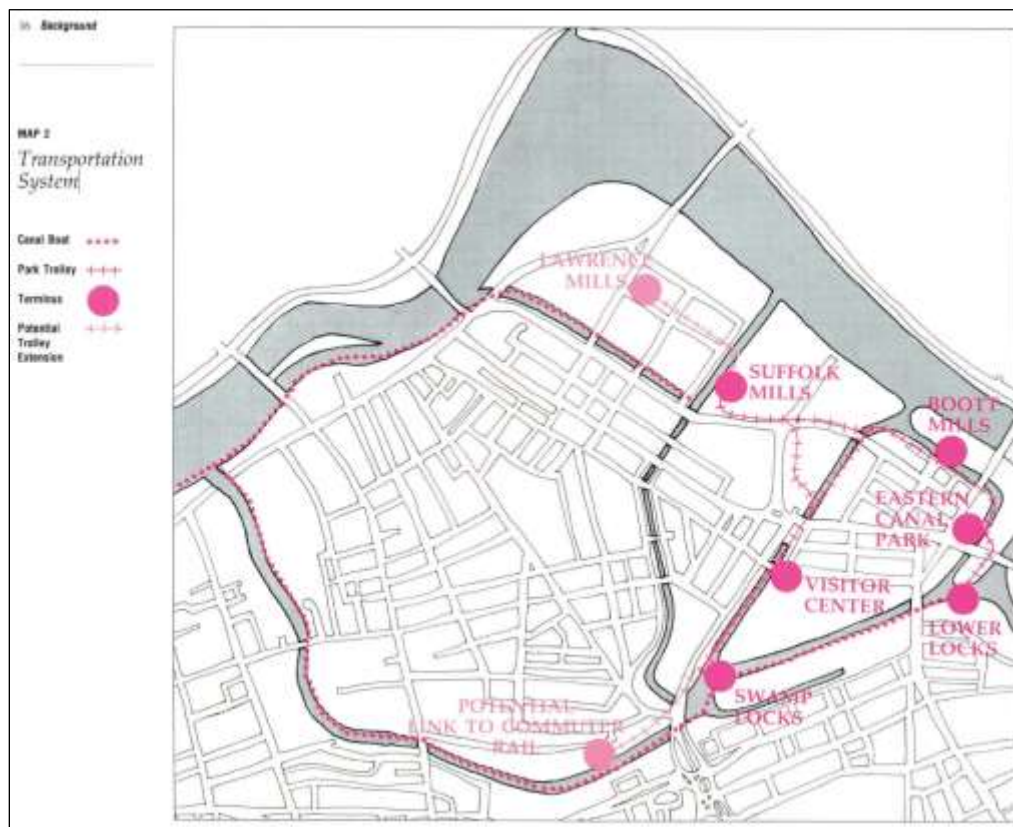 36 Background
MAP 2
Transportation
System
Canal Boat
Park Trolley
Terminus
Potential
Trolley
Extension
LAWRENCE
MILLS
SUFFOLK
MILLS
BOOTT
MILLS
EASTERN
CANAL
PARK
VISITOR
CENTER
LOWER
LOCKS
SWAMP
LOCKS
POTENTIAL
LINK TO COMMUTER
RAIL